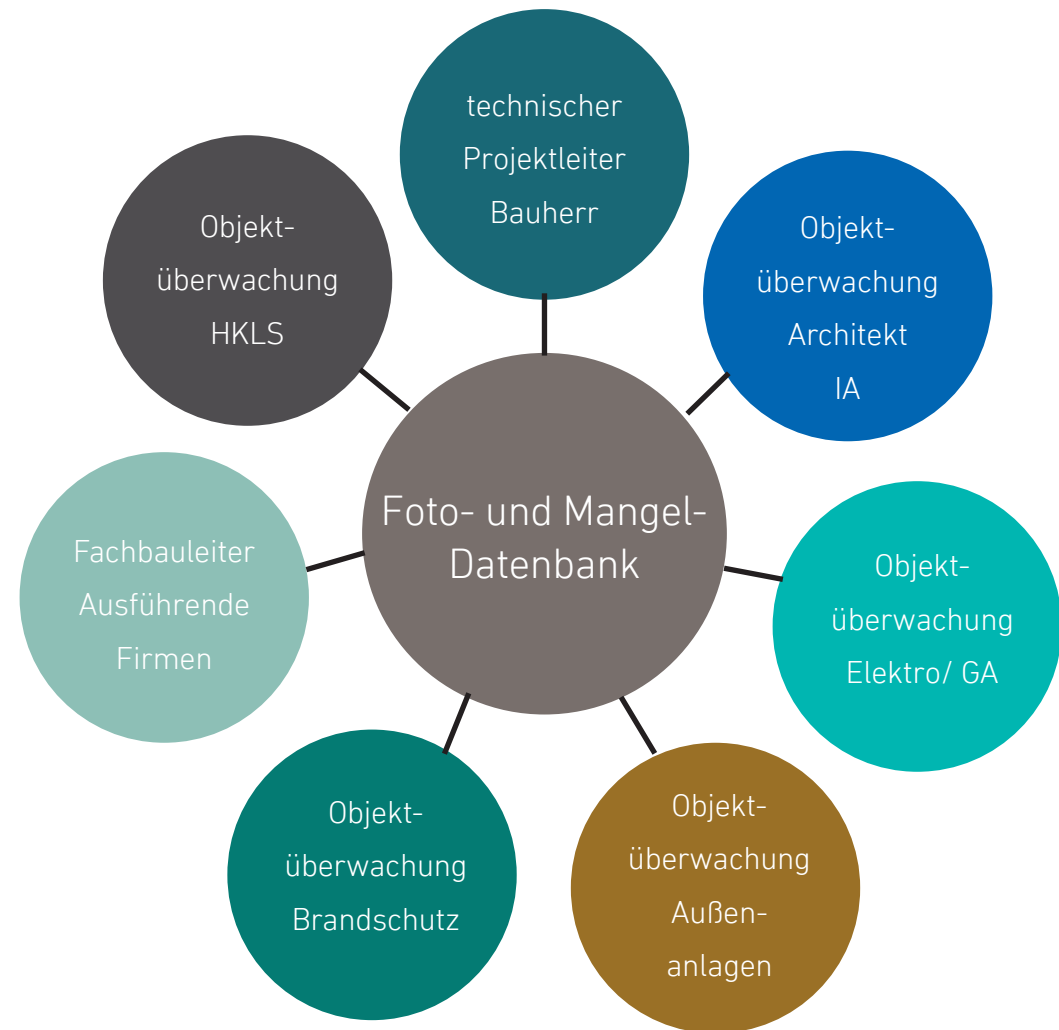 technischer
Projektleiter
Bauherr
Objekt-
überwachung
HKLS
Objekt-
überwachung
Architekt
IA
Foto- und Mangel-
Datenbank
Fachbauleiter
Ausführende
Firmen
Objekt-
überwachung
Elektro/ GA
Objekt-
überwachung
Brandschutz
Objekt-
überwachung
Außen-
anlagen